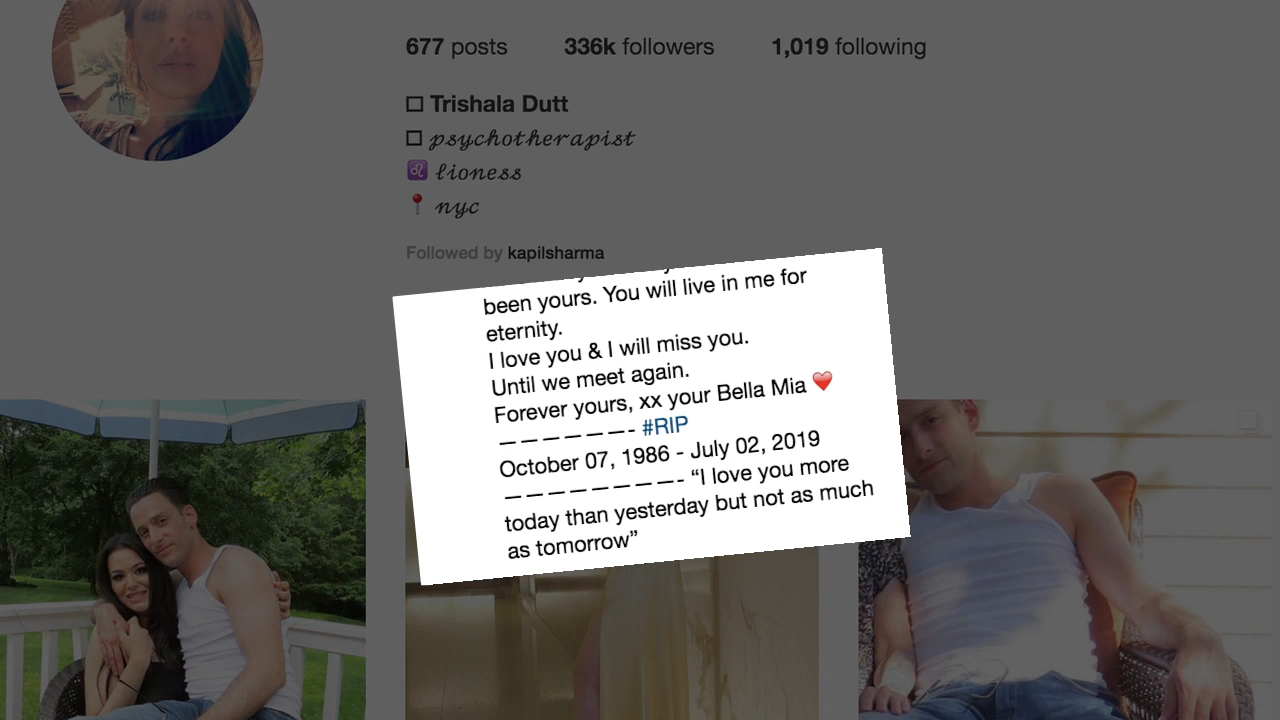 677 posts 336k followers 1,019 following
Trishala Dutt
psychotherapist
♌ lioness
📍 nyc
Followed by kapilsharma
been yours. You will live in me for
eternity.
I love you & I will miss you.
Until we meet again.
Forever yours, xx your Bella Mia ❤️
– – – – – – - #RIP
October 07, 1986 - July 02, 2019
– – – – – – – – - “I love you more
today than yesterday but not as much
as tomorrow”